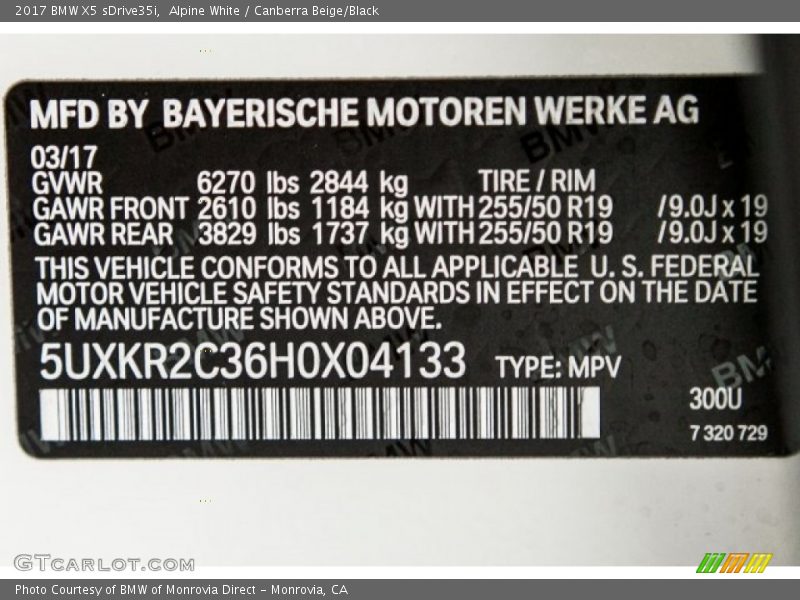 2017 BMW X5 sDrive35i,  Alpine White / Canberra Beige/Black
MFD BY BAYERISCHE MOTOREN WERKE AG
03/17
GVWR 6270 lbs 2844 kg TIRE / RIM
GAWR FRONT 2610 lbs 1184 kg WITH 255/50 R19 /9.0J x 19
GAWR REAR 3829 lbs 1737 kg WITH 255/50 R19 /9.0J x 19
THIS VEHICLE CONFORMS TO ALL APPLICABLE U. S. FEDERAL
MOTOR VEHICLE SAFETY STANDARDS IN EFFECT ON THE DATE
OF MANUFACTURE SHOWN ABOVE.
5UXKR2C36H0X04133 TYPE: MPV
300U
7 320 729
GTCARLOT.COM
Photo Courtesy of BMW of Monrovia Direct - Monrovia, CA